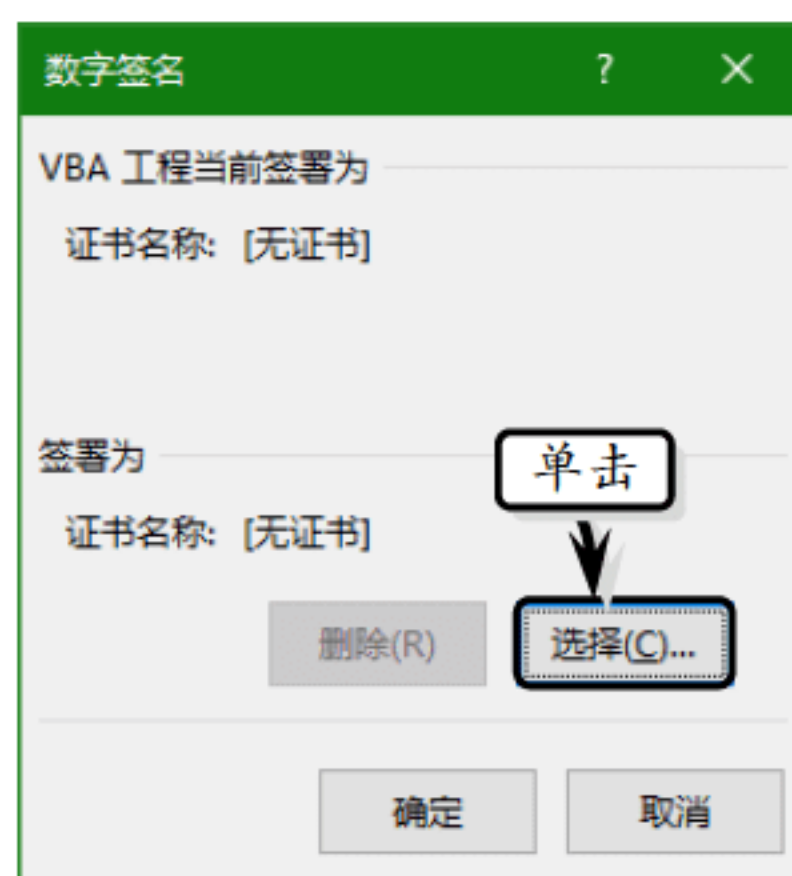 数字签名 ? ×
VBA 工程当前签署为
证书名称: [无证书]
签署为
单击
证书名称: [无证书]
删除(R) 选择(C)...
确定 取消